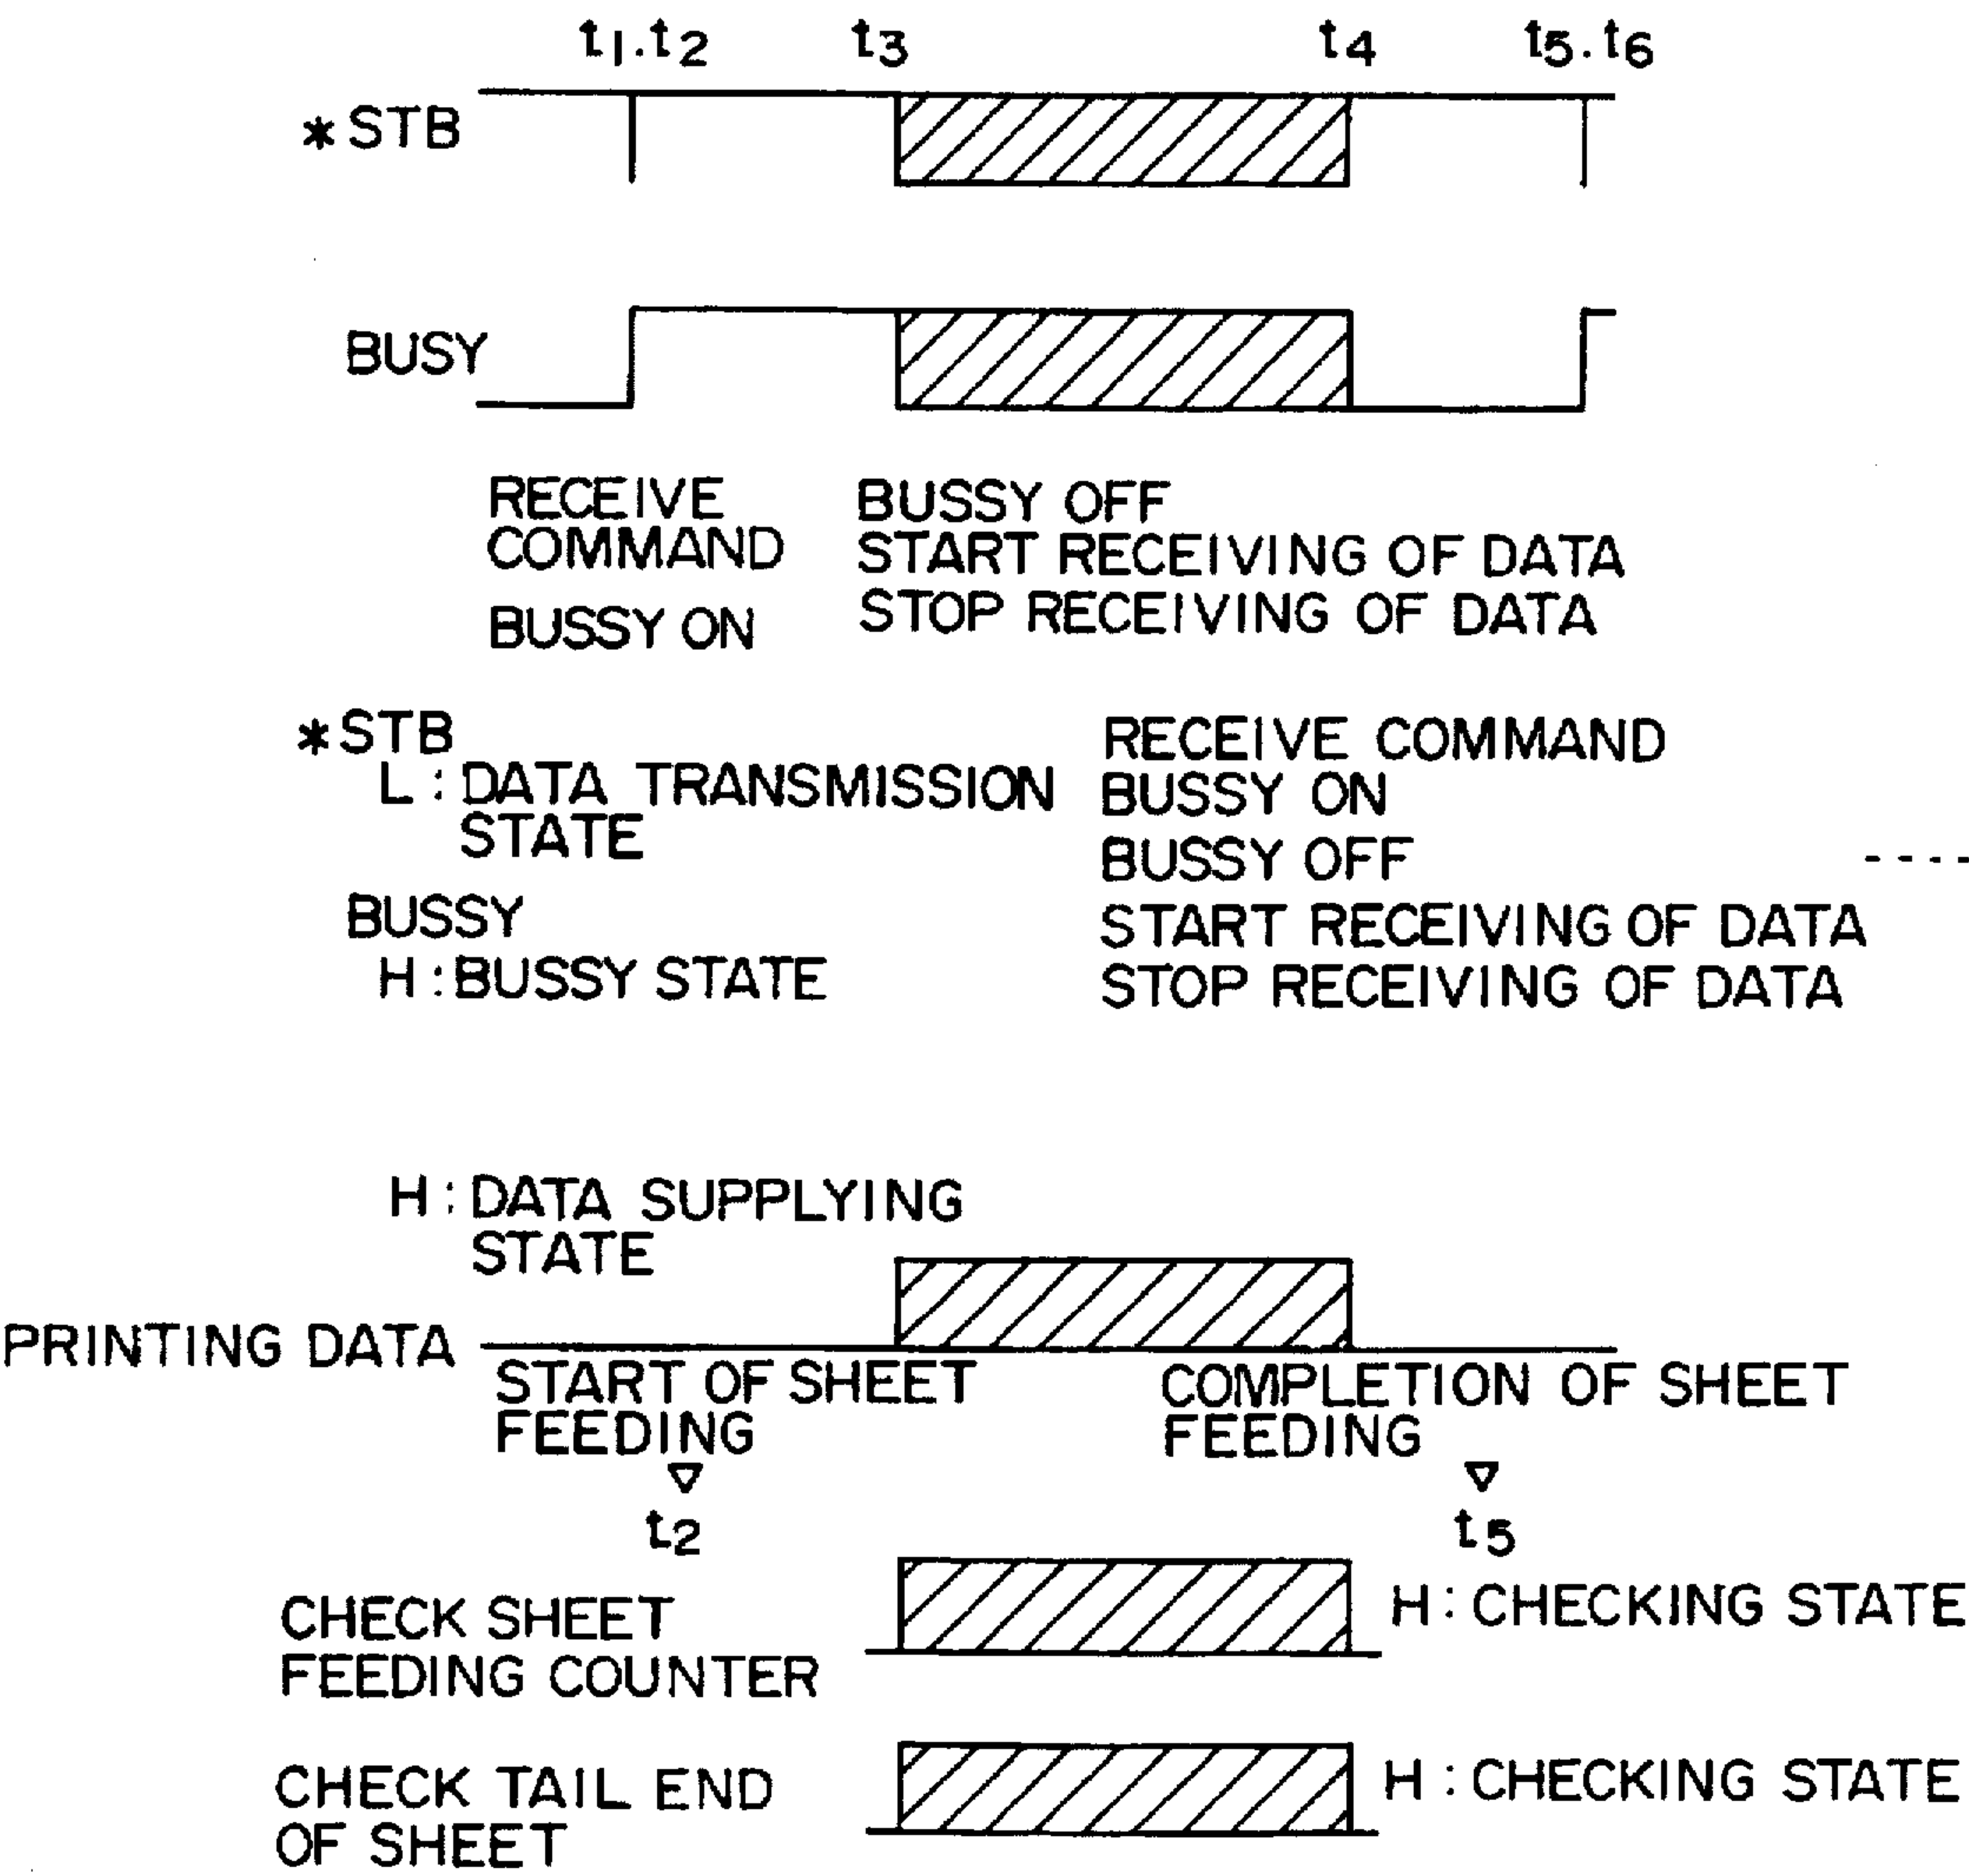 t1.t2 t3 t4 t5.t6
*STB
BUSY
RECEIVE
COMMAND
BUSSY ON
BUSSY OFF
START RECEIVING OF DATA
STOP RECEIVING OF DATA
*STB
L : DATA TRANSMISSION
STATE
BUSSY
H : BUSSY STATE
RECEIVE COMMAND
BUSSY ON
BUSSY OFF ----
START RECEIVING OF DATA
STOP RECEIVING OF DATA
H : DATA SUPPLYING
STATE
PRINTING DATA
START OF SHEET
FEEDING
t2
COMPLETION OF SHEET
FEEDING
t5
CHECK SHEET
FEEDING COUNTER
H : CHECKING STATE
CHECK TAIL END
OF SHEET
H : CHECKING STATE